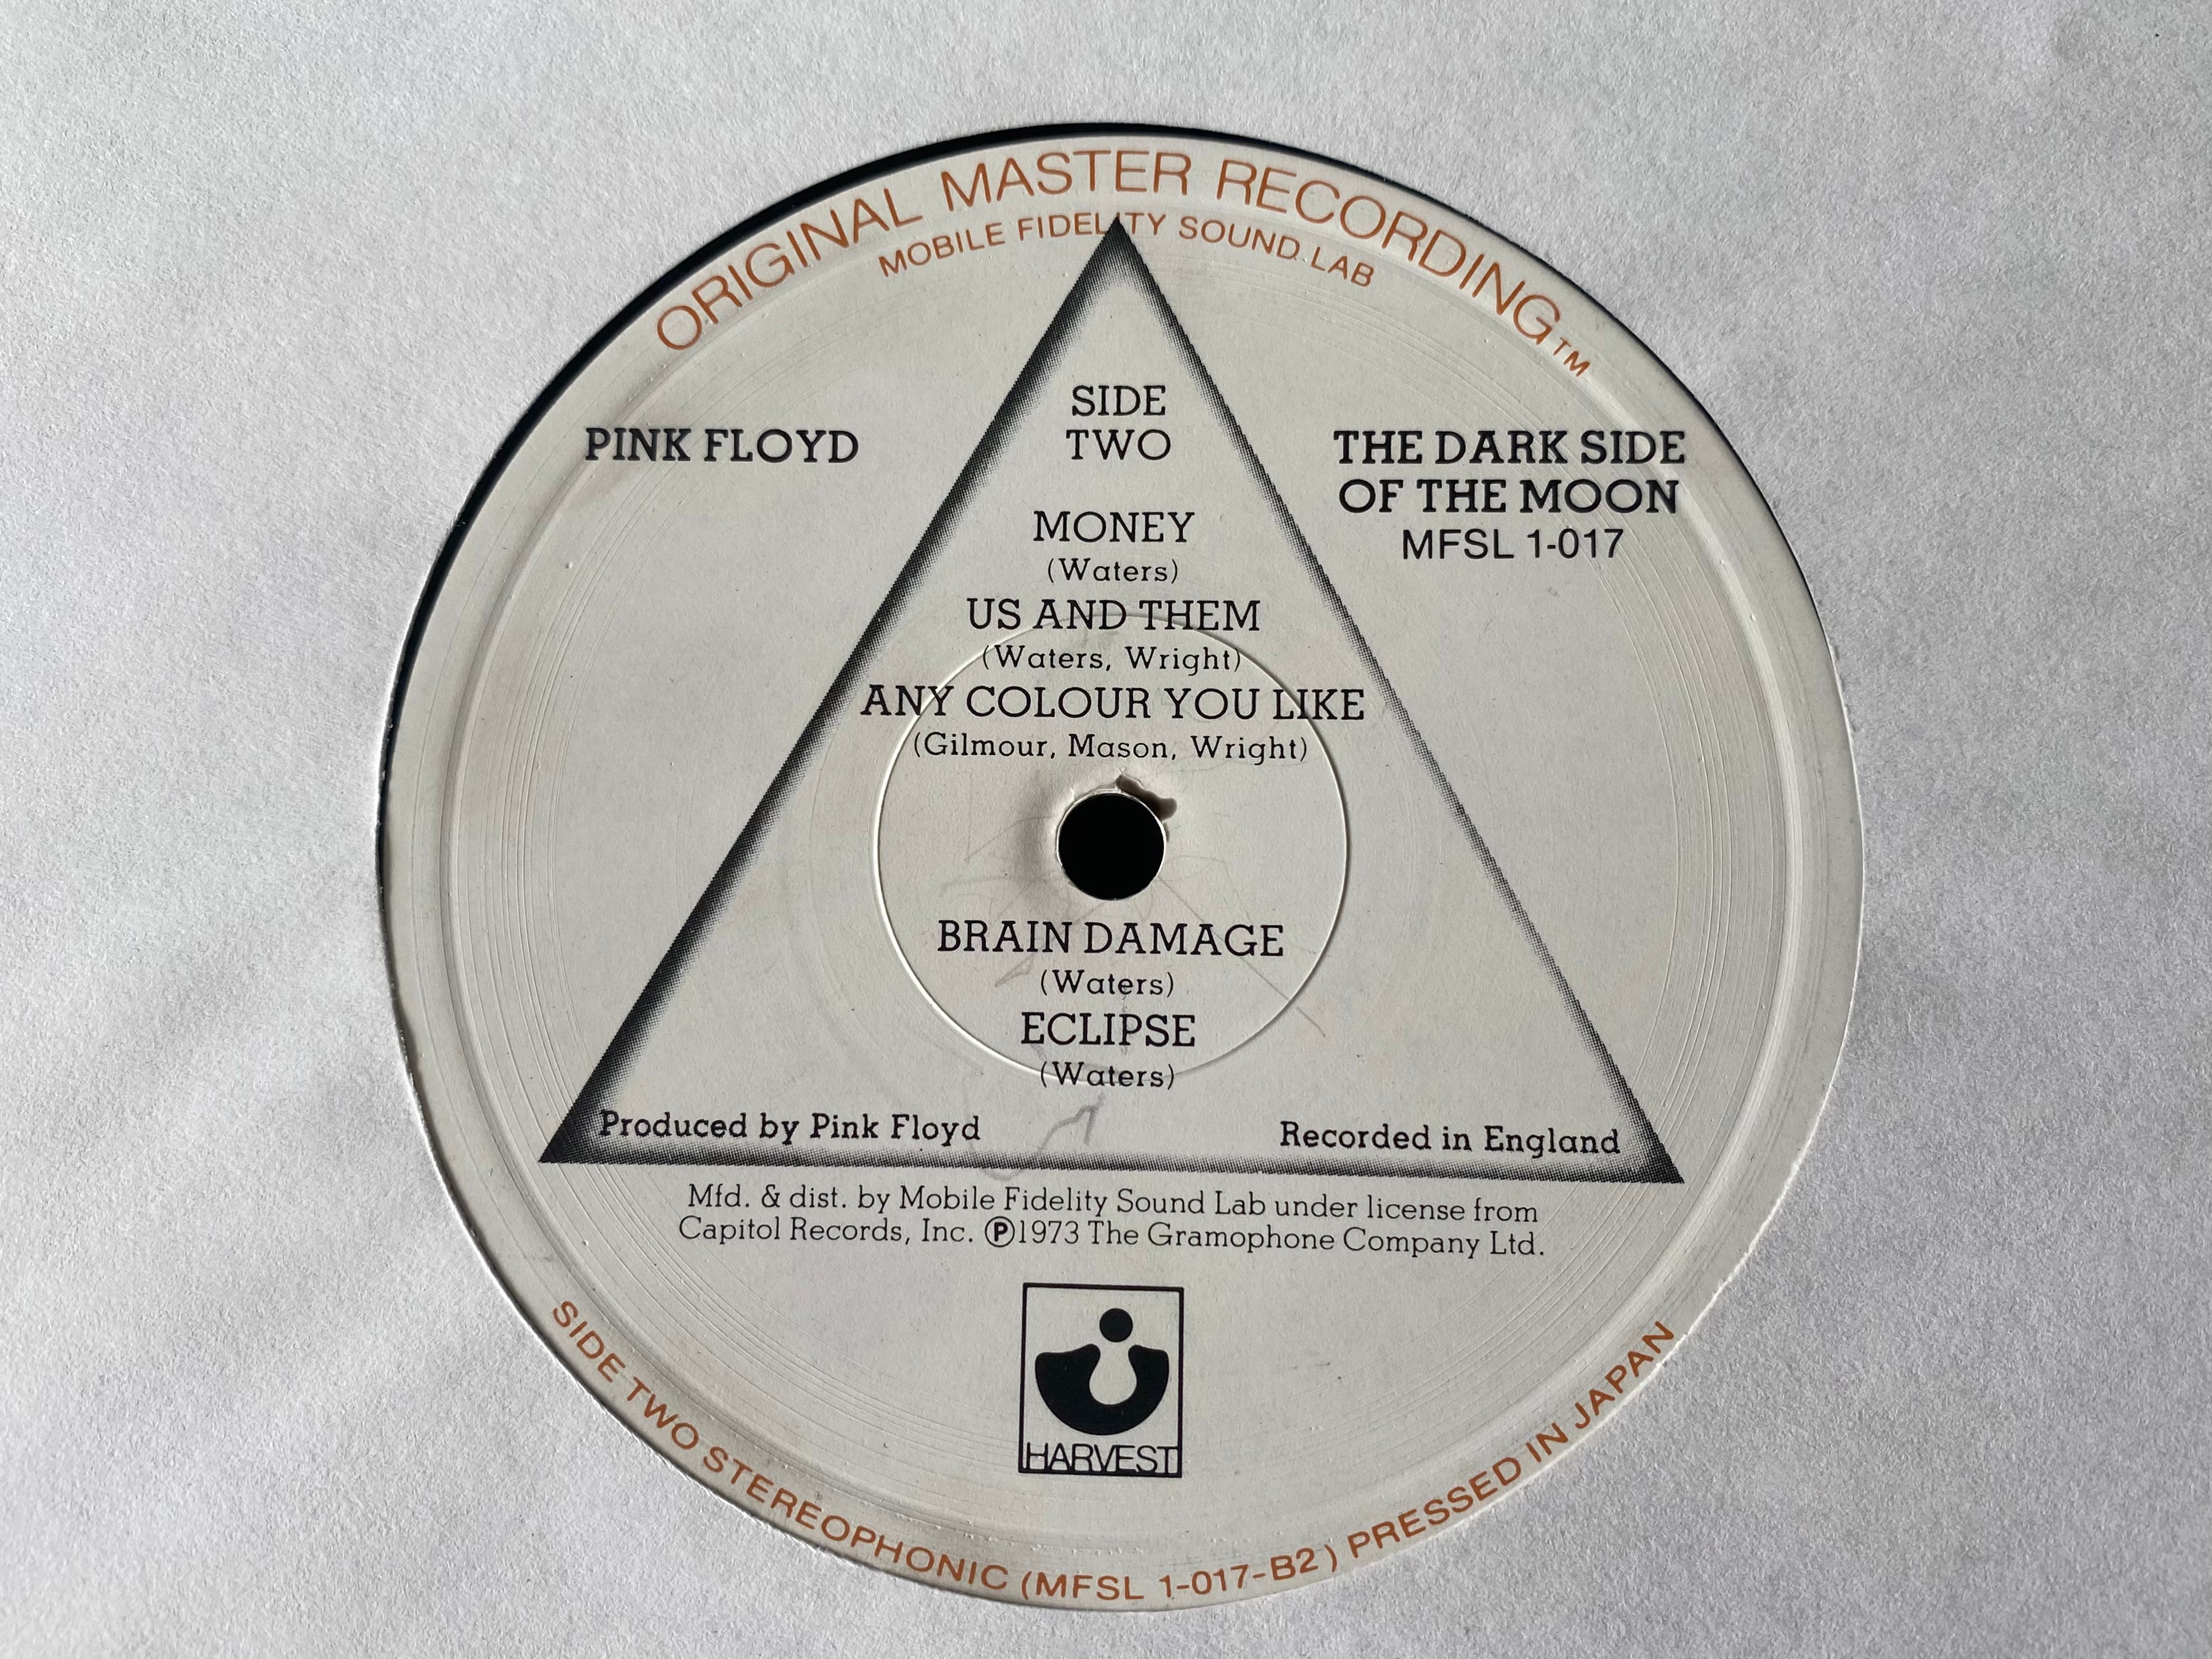 ORIGINAL MASTER RECORDING™
MOBILE FIDELITY SOUND LAB
SIDE
TWO
PINK FLOYD
THE DARK SIDE
OF THE MOON
MFSL 1-017
MONEY
(Waters)
US AND THEM
(Waters, Wright)
ANY COLOUR YOU LIKE
(Gilmour, Mason, Wright)
BRAIN DAMAGE
(Waters)
ECLIPSE
(Waters)
Produced by Pink Floyd
Recorded in England
Mfd. & dist. by Mobile Fidelity Sound Lab under license from
Capitol Records, Inc. Ⓟ1973 The Gramophone Company Ltd.
HARVEST
SIDE TWO STEREOPHONIC (MFSL 1-017-B2) PRESSED IN JAPAN